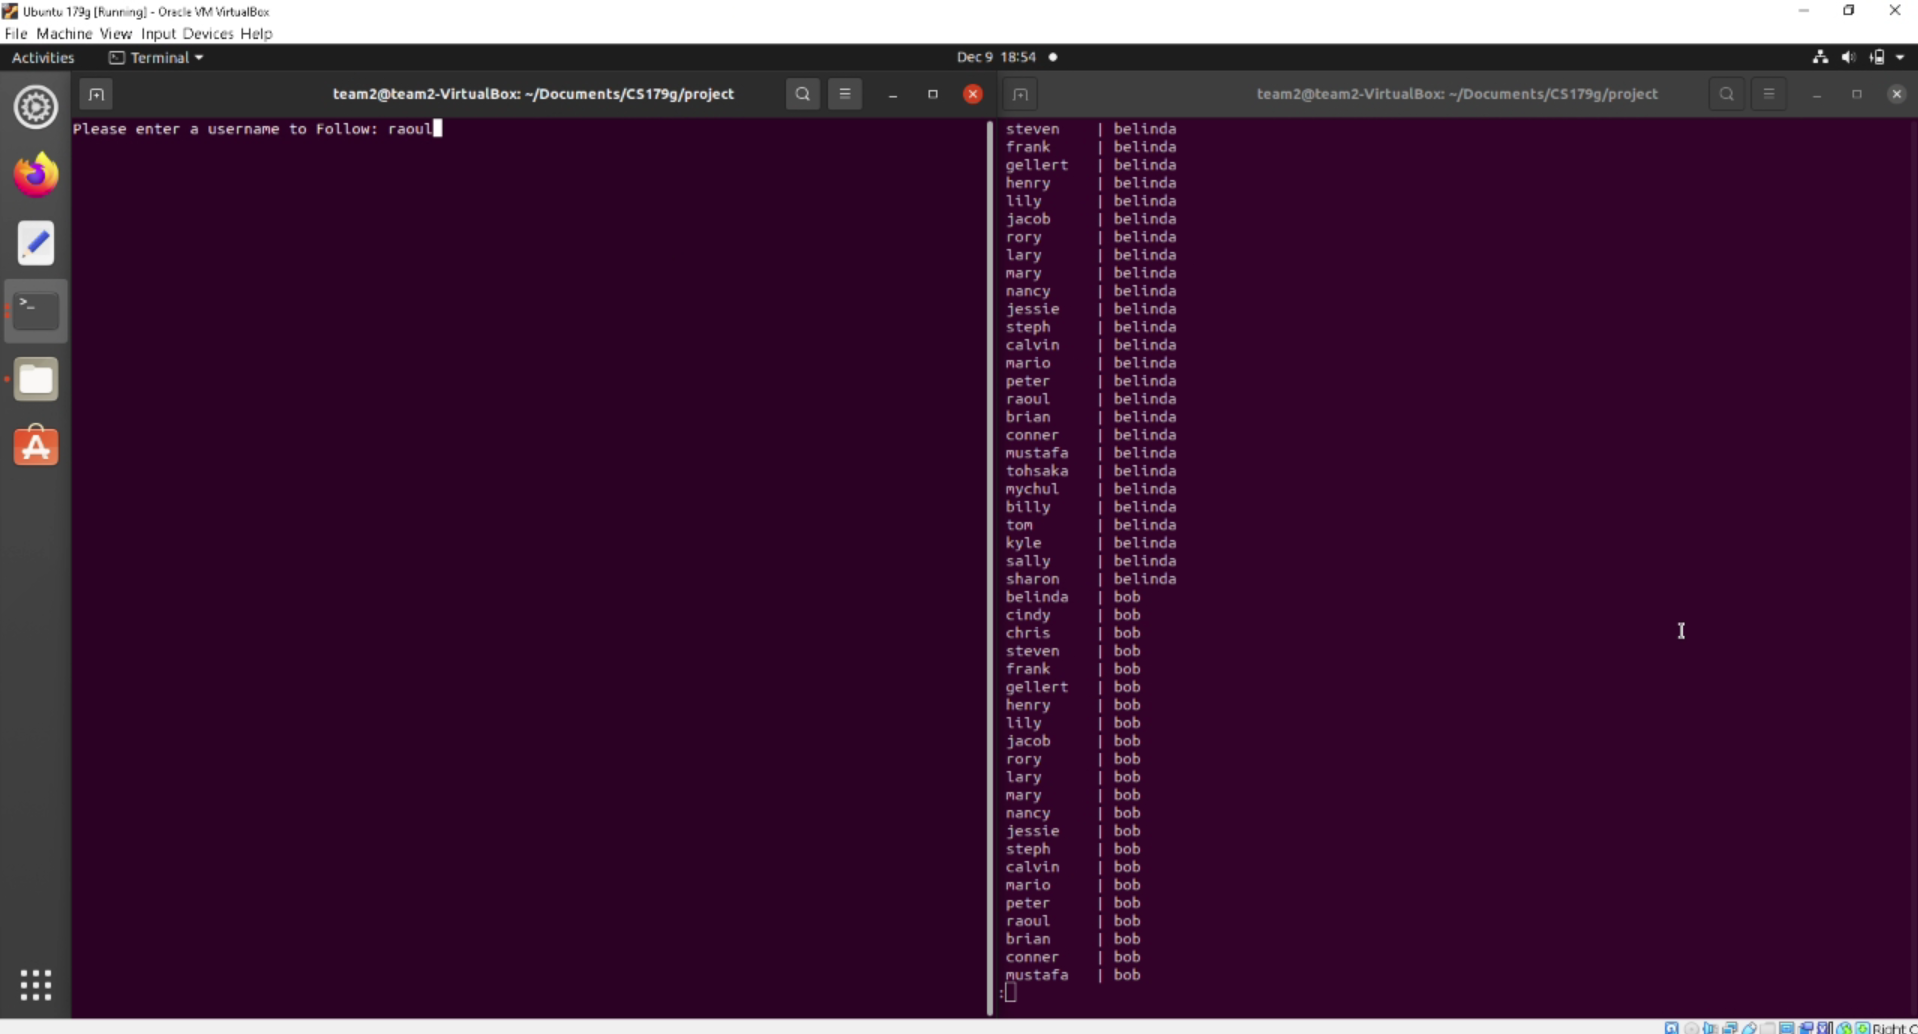 Ubuntu 179g [Running] - Oracle VM VirtualBox
File Machine View Input Devices Help
Activities Terminal Dec 9 18:54
team2@team2-VirtualBox: ~/Documents/CS179g/project
team2@team2-VirtualBox: ~/Documents/CS179g/project
Please enter a username to Follow: raoul
steven | belinda
frank | belinda
gellert | belinda
henry | belinda
lily | belinda
jacob | belinda
rory | belinda
lary | belinda
mary | belinda
nancy | belinda
jessie | belinda
steph | belinda
calvin | belinda
mario | belinda
peter | belinda
raoul | belinda
brian | belinda
conner | belinda
mustafa | belinda
tohsaka | belinda
mychul | belinda
billy | belinda
tom | belinda
kyle | belinda
sally | belinda
sharon | belinda
belinda | bob
cindy | bob
chris | bob
steven | bob
frank | bob
gellert | bob
henry | bob
lily | bob
jacob | bob
rory | bob
lary | bob
mary | bob
nancy | bob
jessie | bob
steph | bob
calvin | bob
mario | bob
peter | bob
raoul | bob
brian | bob
conner | bob
mustafa | bob
:
Right C